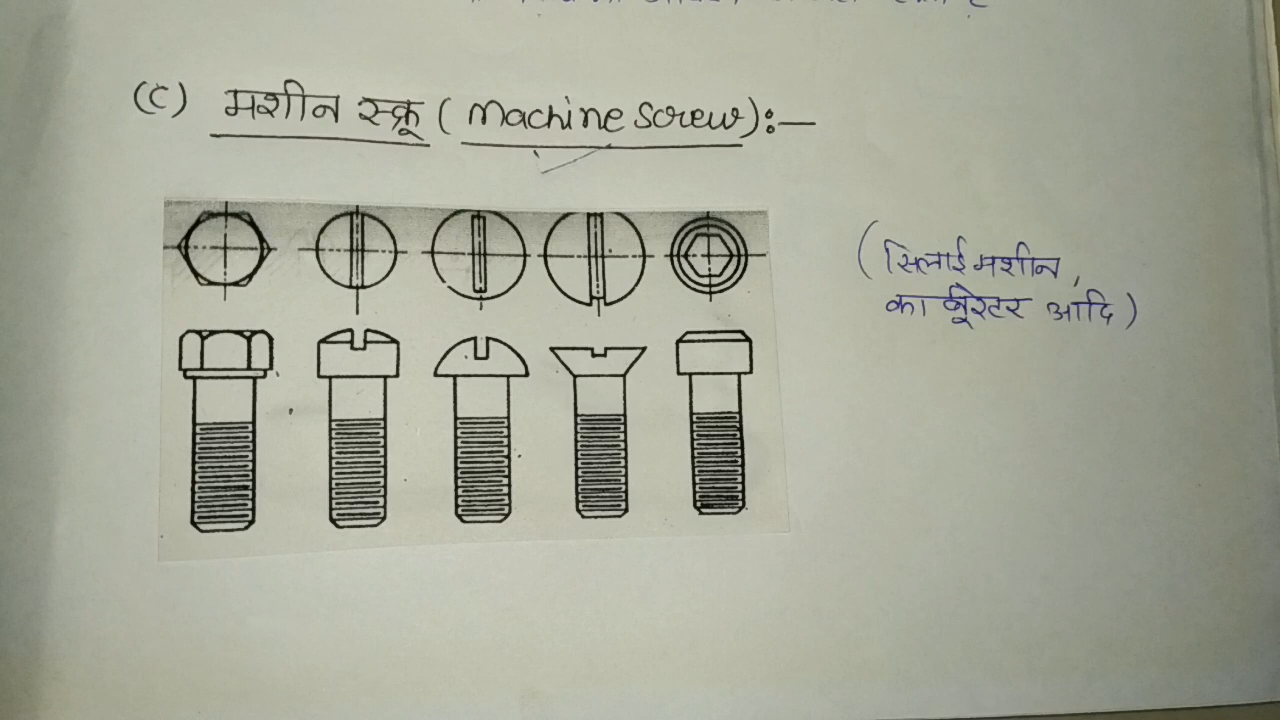 (C) मशीन स्क्रू (Machine Screw):—
(सिलाई मशीन,
कार्बूरेटर आदि)